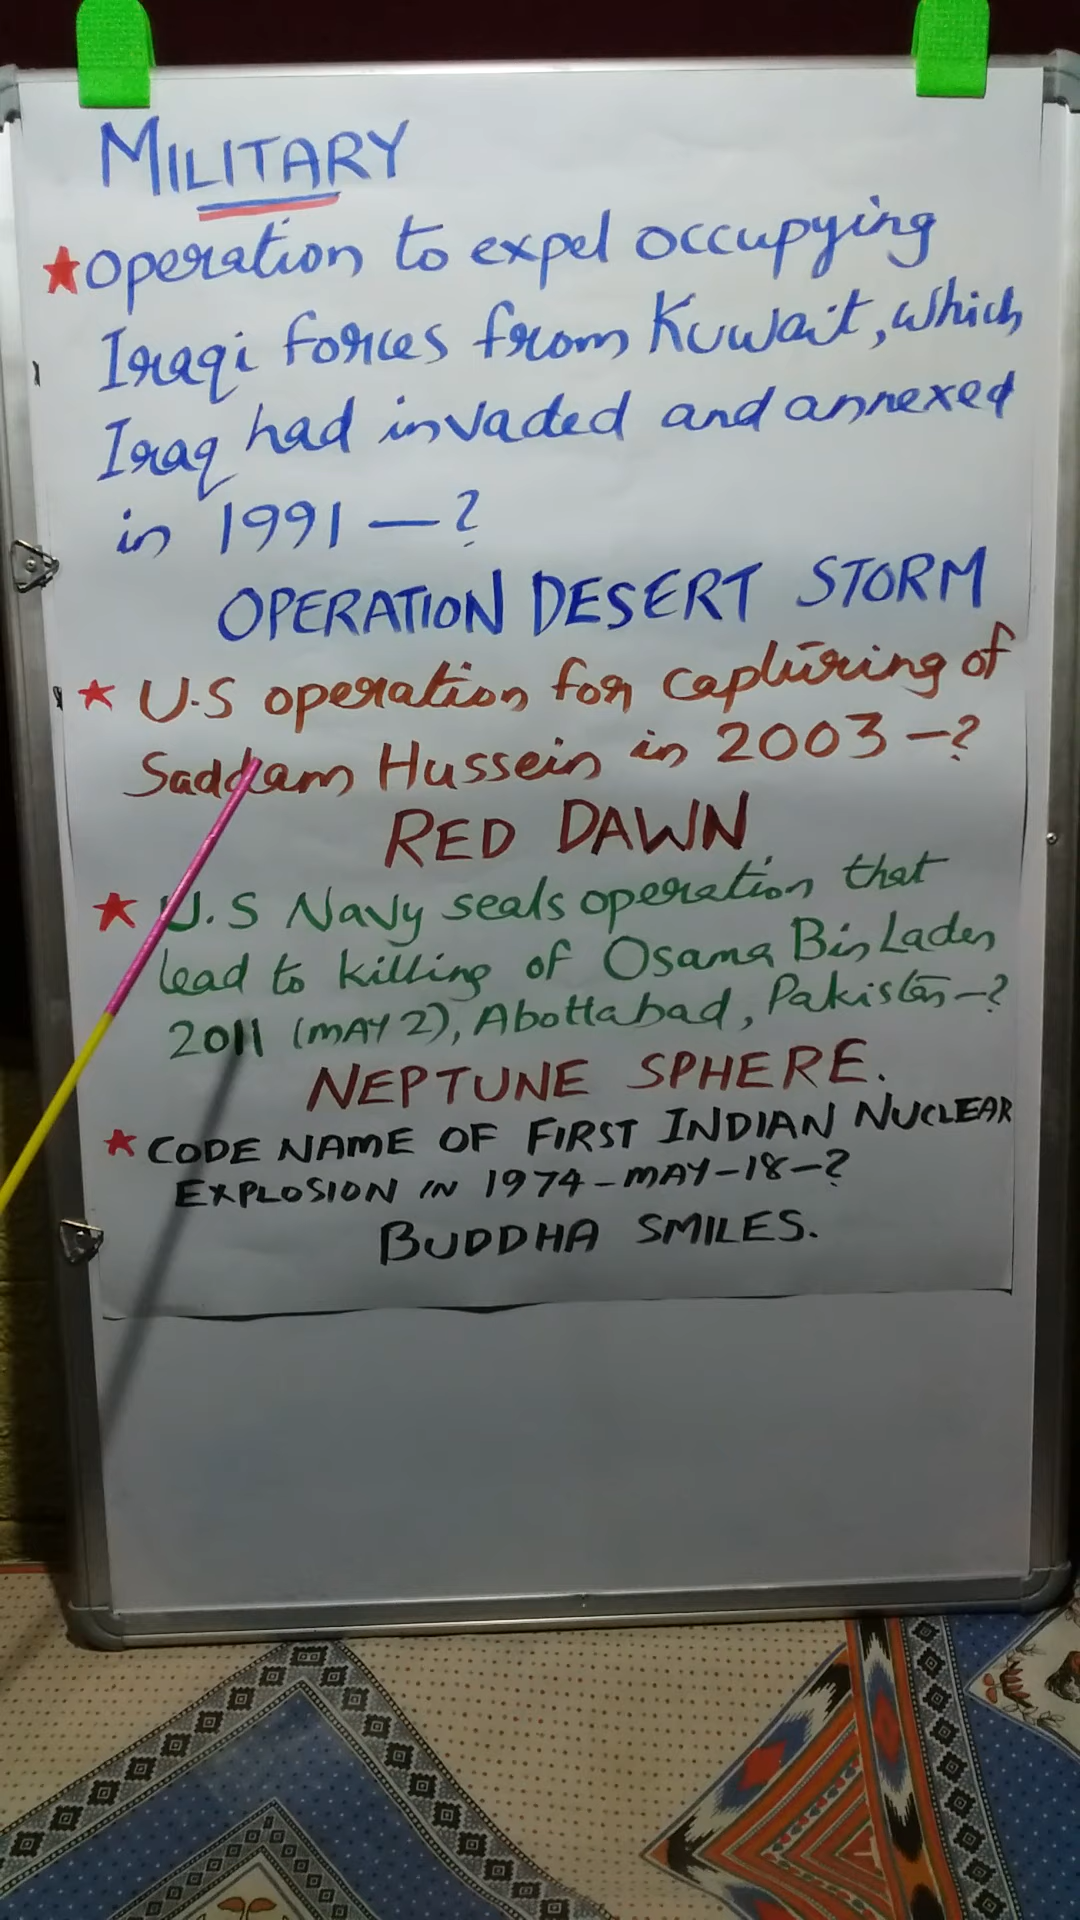 MILITARY
★ Operation to expel occupying
Iraqi forces from Kuwait, which
Iraq had invaded and annexed
in 1991 — ?
OPERATION DESERT STORM
★ U.S operation for capturing of
Saddam Hussein in 2003 – ?
RED DAWN
★ U.S Navy seals operation that
lead to killing of Osama Bin Laden
2011 (MAY 2), Abottabad, Pakistan – ?
NEPTUNE SPHERE.
★ CODE NAME OF FIRST INDIAN NUCLEAR
EXPLOSION IN 1974 – MAY – 18 – ?
BUDDHA SMILES.